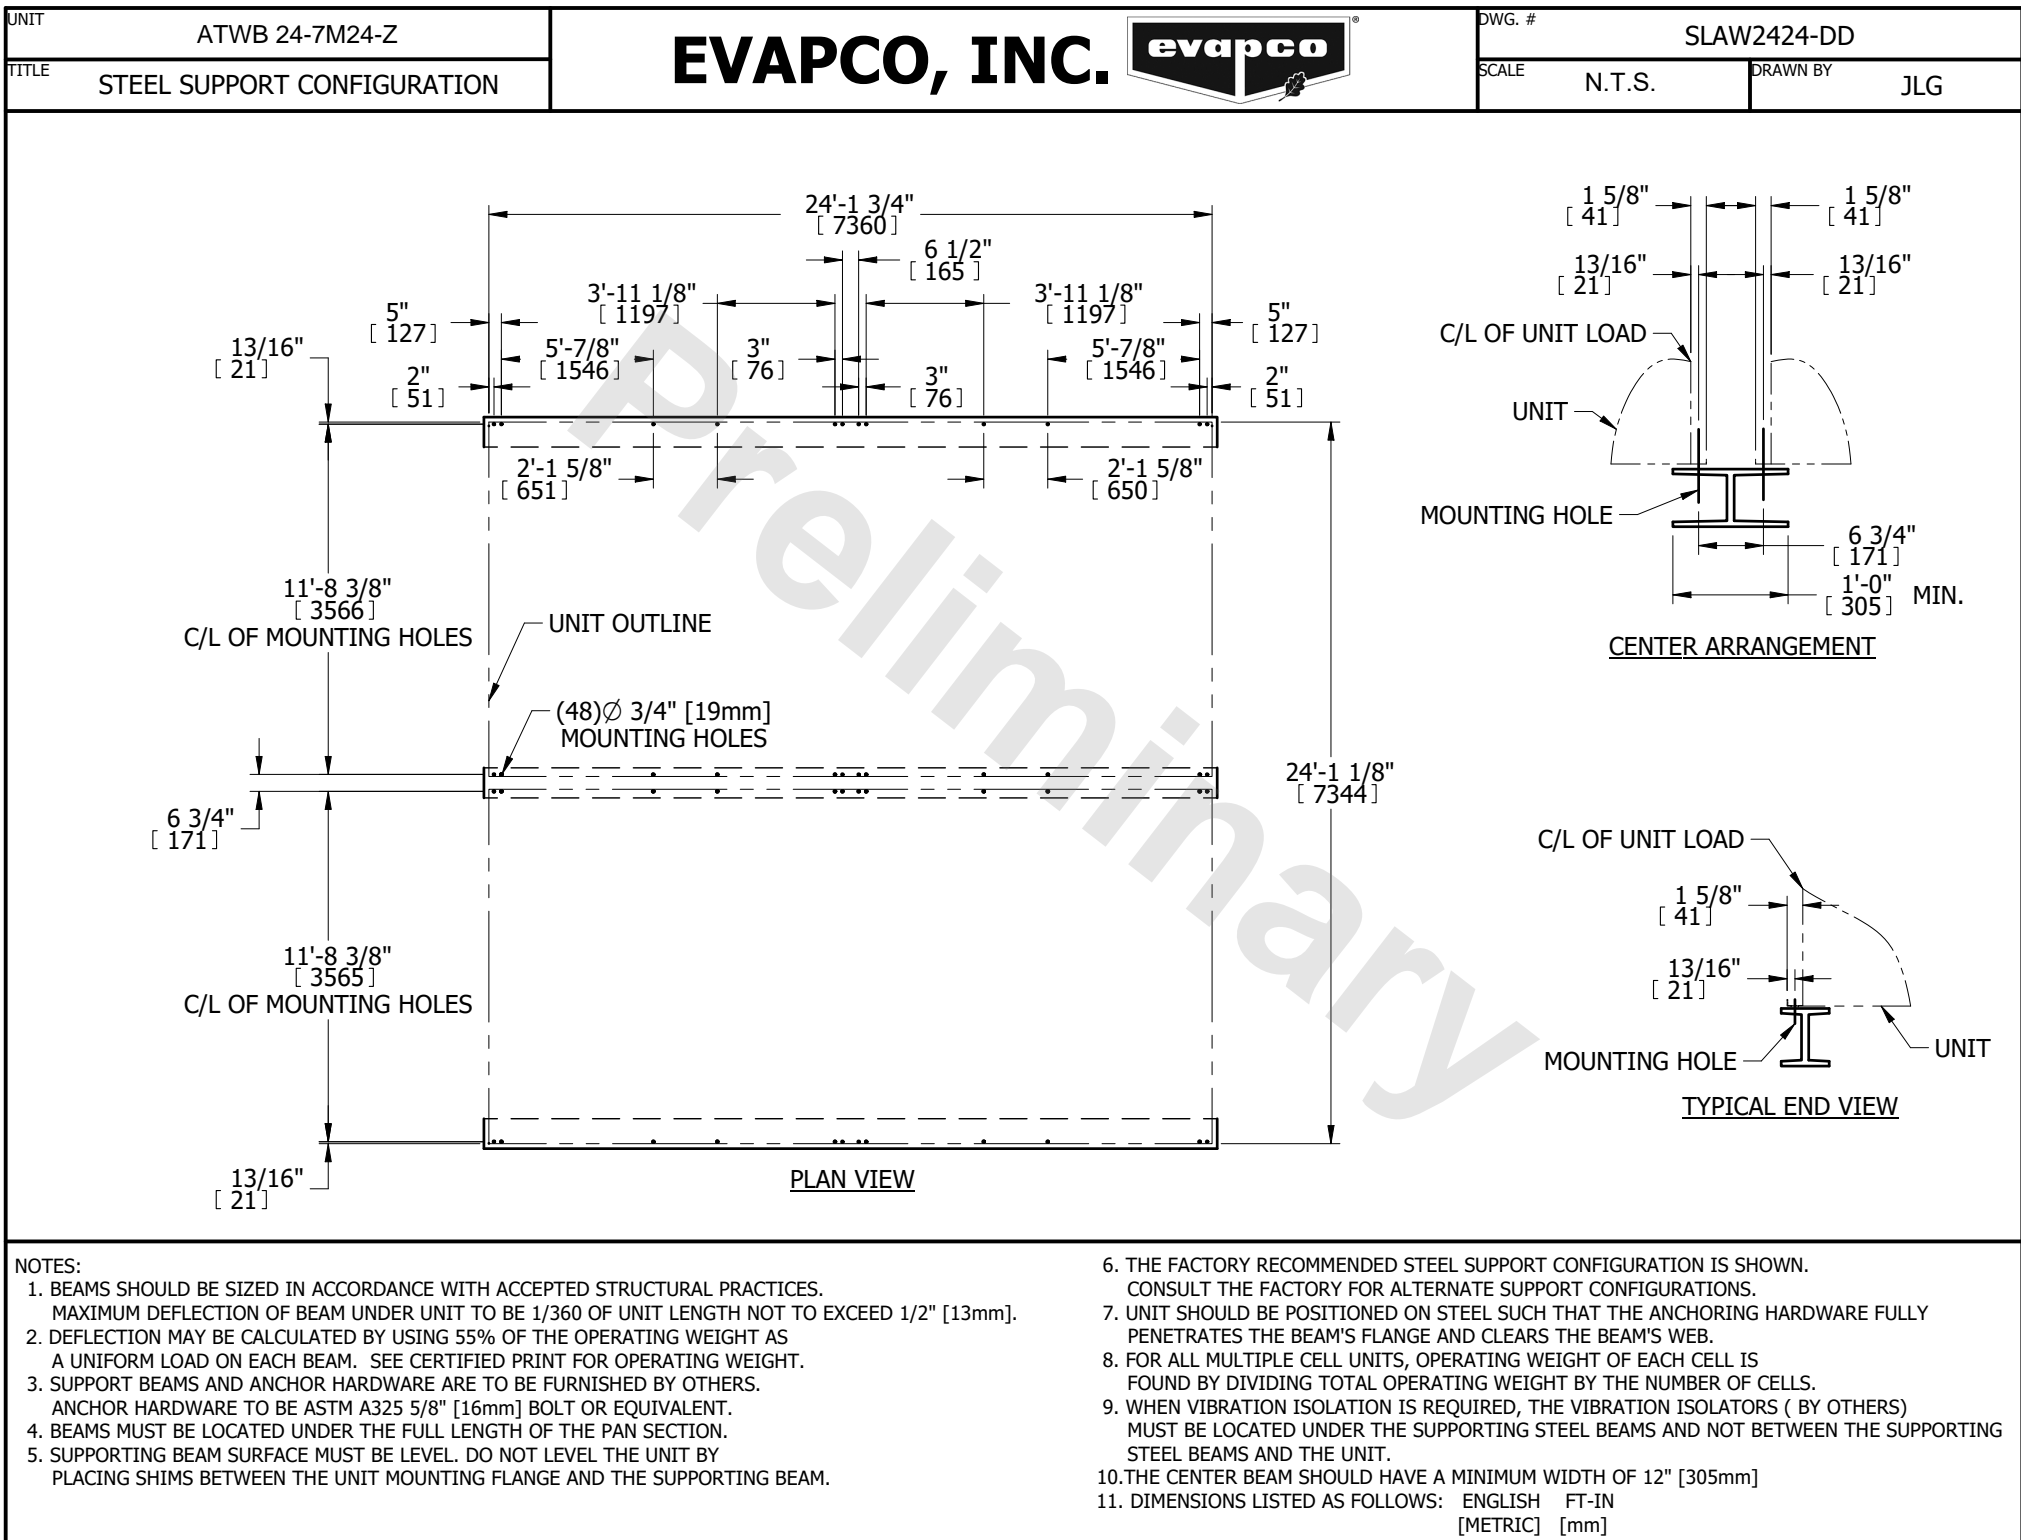 UNIT
ATWB 24-7M24-Z
TITLE
STEEL SUPPORT CONFIGURATION
EVAPCO, INC.
evapco
®
DWG. #
SLAW2424-DD
SCALE
N.T.S.
DRAWN BY
JLG
24'-1 3/4"
[ 7360 ]
6 1/2"
[ 165 ]
3'-11 1/8"
[ 1197 ]
3'-11 1/8"
[ 1197 ]
5"
[ 127 ]
5"
[ 127 ]
13/16"
[ 21 ]
5'-7/8"
[ 1546 ]
3"
[ 76 ]
5'-7/8"
[ 1546 ]
2"
[ 51 ]
3"
[ 76 ]
2"
[ 51 ]
2'-1 5/8"
[ 651 ]
2'-1 5/8"
[ 650 ]
11'-8 3/8"
[ 3566 ]
C/L OF MOUNTING HOLES
UNIT OUTLINE
(48)Ø 3/4" [19mm]
MOUNTING HOLES
6 3/4"
[ 171 ]
24'-1 1/8"
[ 7344 ]
11'-8 3/8"
[ 3565 ]
C/L OF MOUNTING HOLES
13/16"
[ 21 ]
PLAN VIEW
Preliminary
1 5/8"
[ 41 ]
1 5/8"
[ 41 ]
13/16"
[ 21 ]
13/16"
[ 21 ]
C/L OF UNIT LOAD
UNIT
MOUNTING HOLE
6 3/4"
[ 171 ]
1'-0"
[ 305 ] MIN.
CENTER ARRANGEMENT
C/L OF UNIT LOAD
1 5/8"
[ 41 ]
13/16"
[ 21 ]
MOUNTING HOLE
UNIT
TYPICAL END VIEW
NOTES:
1. BEAMS SHOULD BE SIZED IN ACCORDANCE WITH ACCEPTED STRUCTURAL PRACTICES.
MAXIMUM DEFLECTION OF BEAM UNDER UNIT TO BE 1/360 OF UNIT LENGTH NOT TO EXCEED 1/2" [13mm].
2. DEFLECTION MAY BE CALCULATED BY USING 55% OF THE OPERATING WEIGHT AS
A UNIFORM LOAD ON EACH BEAM. SEE CERTIFIED PRINT FOR OPERATING WEIGHT.
3. SUPPORT BEAMS AND ANCHOR HARDWARE ARE TO BE FURNISHED BY OTHERS.
ANCHOR HARDWARE TO BE ASTM A325 5/8" [16mm] BOLT OR EQUIVALENT.
4. BEAMS MUST BE LOCATED UNDER THE FULL LENGTH OF THE PAN SECTION.
5. SUPPORTING BEAM SURFACE MUST BE LEVEL. DO NOT LEVEL THE UNIT BY
PLACING SHIMS BETWEEN THE UNIT MOUNTING FLANGE AND THE SUPPORTING BEAM.
6. THE FACTORY RECOMMENDED STEEL SUPPORT CONFIGURATION IS SHOWN.
CONSULT THE FACTORY FOR ALTERNATE SUPPORT CONFIGURATIONS.
7. UNIT SHOULD BE POSITIONED ON STEEL SUCH THAT THE ANCHORING HARDWARE FULLY
PENETRATES THE BEAM'S FLANGE AND CLEARS THE BEAM'S WEB.
8. FOR ALL MULTIPLE CELL UNITS, OPERATING WEIGHT OF EACH CELL IS
FOUND BY DIVIDING TOTAL OPERATING WEIGHT BY THE NUMBER OF CELLS.
9. WHEN VIBRATION ISOLATION IS REQUIRED, THE VIBRATION ISOLATORS ( BY OTHERS)
MUST BE LOCATED UNDER THE SUPPORTING STEEL BEAMS AND NOT BETWEEN THE SUPPORTING
STEEL BEAMS AND THE UNIT.
10.THE CENTER BEAM SHOULD HAVE A MINIMUM WIDTH OF 12" [305mm]
11. DIMENSIONS LISTED AS FOLLOWS: ENGLISH FT-IN
[METRIC] [mm]